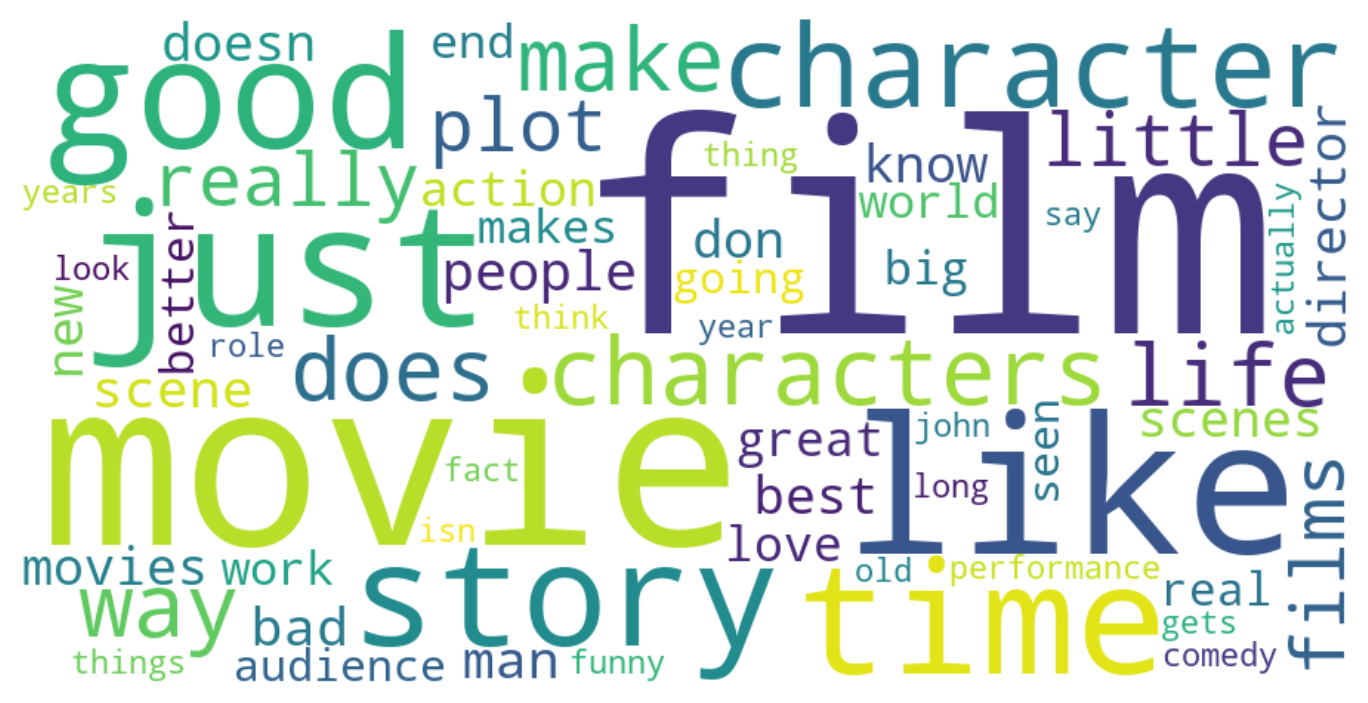 doesn
end
make
character
good
plot
film
little
director
thing
know
years
really
action
world
say
actually
just
makes
don
look
better
people
going
big
new
think
year
role
does
characters
life
scene
movie
like
great
john
seen
scenes
fact
best
long
films
isn
love
movies
work
story
old
performance
way
time
real
bad
gets
things
audience
man
funny
comedy